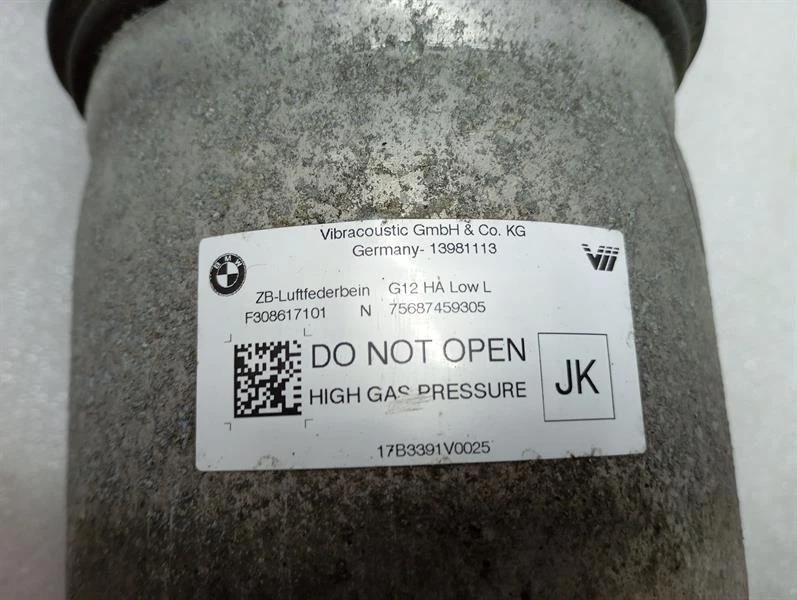 Vibracoustic GmbH & Co. KG
Germany- 13981113
BMW
ZB-Luftfederbein G12 HA Low L
F308617101 N 75687459305
DO NOT OPEN
HIGH GAS PRESSURE
JK
17B3391V0025